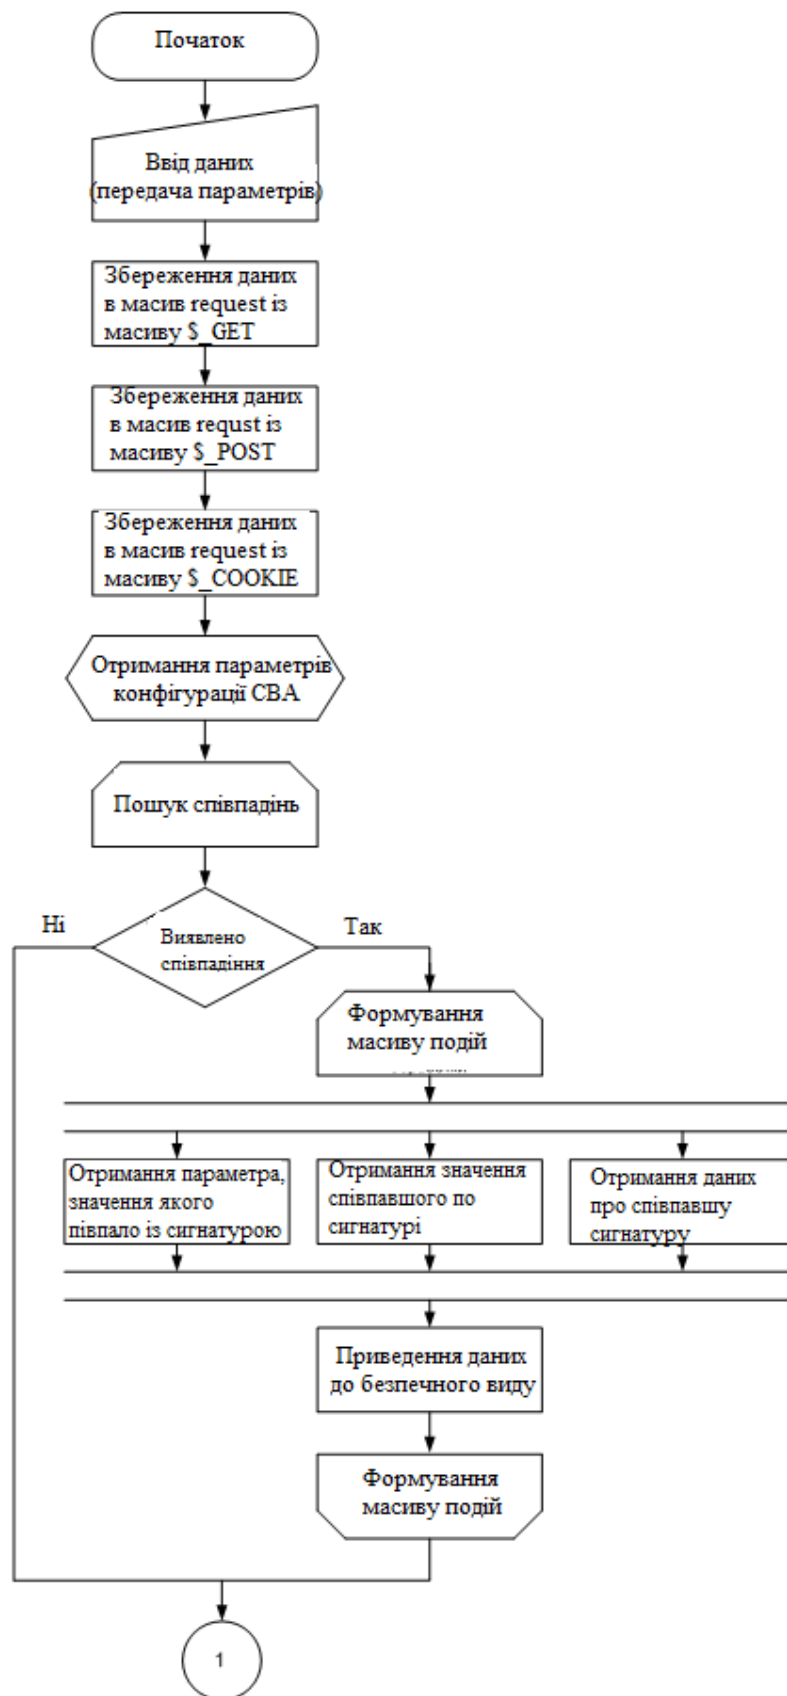 Початок
Ввід даних
(передача параметрів)
Збереження даних
в масив request із
масиву $_GET
Збереження даних
в масив requst із
масиву $_POST
Збереження даних
в масив request із
масиву $_COOKIE
Отримання параметрів
конфігурації СВА
Пошук співпадінь
Ні
Так
Виявлено
співпадіння
Формування
масиву подій
Отримання параметра,
значення якого
півпало із сигнатурою
Отримання значення
співпавшого по
сигнатурі
Отримання даних
про співпавшу
сигнатуру
Приведення даних
до безпечного виду
Формування
масиву подій
1